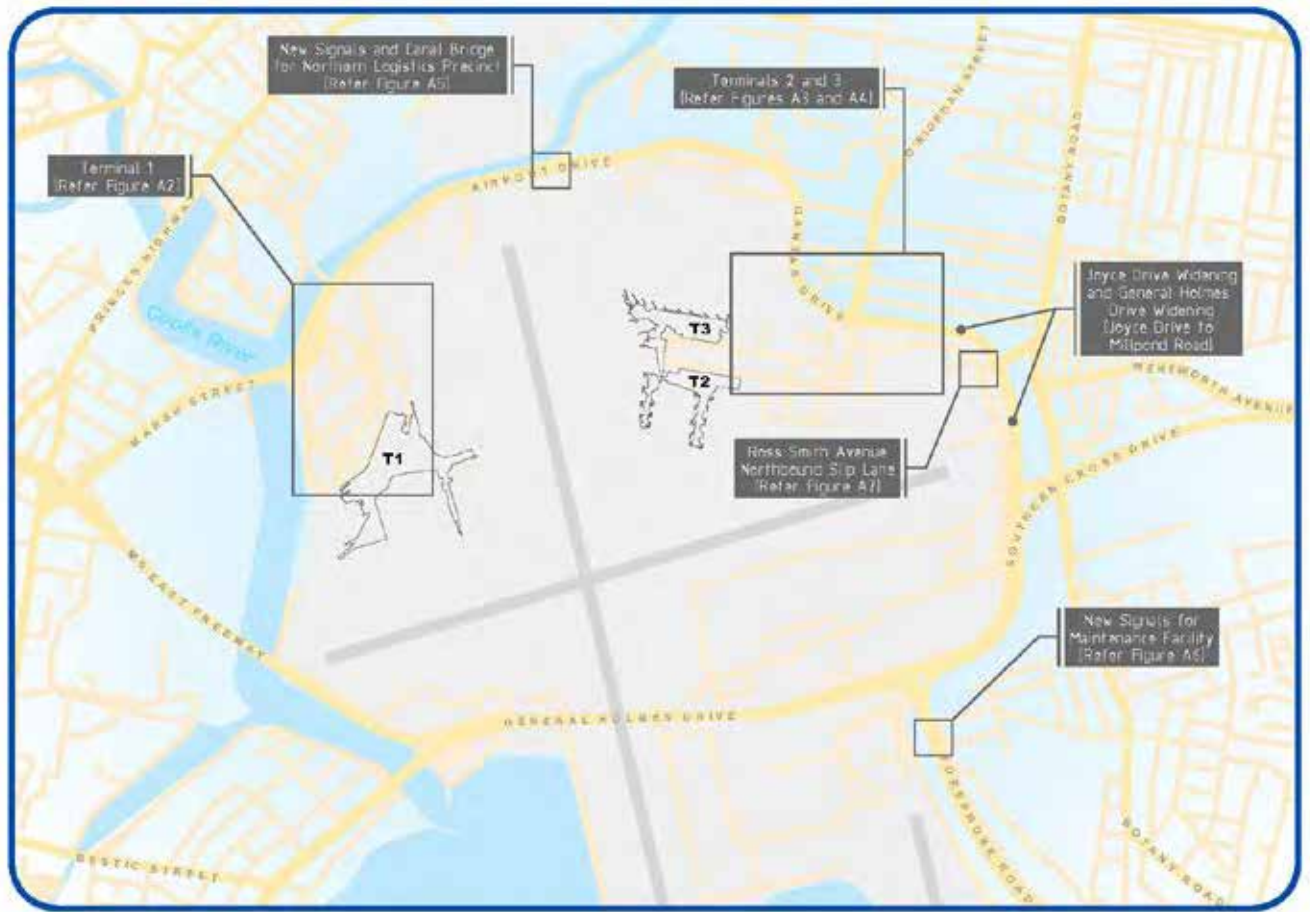 New Signals and Canal Bridge
for Northern Logistics Precinct
(Refer Figure A5)
Terminals 2 and 3
(Refer Figures A3 and A4)
Terminal 1
(Refer Figure A2)
O'RIORDAN STREET
BOTANY ROAD
AIRPORT DRIVE
PRINCES HIGHWAY
QANTAS
DRIVE
Joyce Drive Widening
and General Holmes
Drive Widening
(Joyce Drive to
Millpond Road)
Cooks River
T3
T2
WENTWORTH AVENUE
MARSH STREET
T1
Ross Smith Avenue
Northbound Slip Lane
(Refer Figure A7)
SOUTHERN CROSS DRIVE
M5 EAST FREEWAY
New Signals for
Maintenance Facility
(Refer Figure A6)
GENERAL HOLMES DRIVE
FORESHORE ROAD
BOTANY ROAD
BESTIC STREET